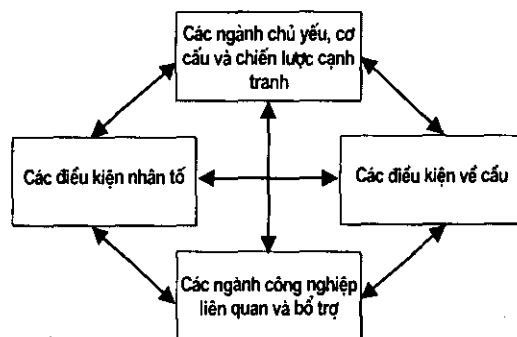 Các ngành chủ yếu, cơ
cấu và chiến lược cạnh
tranh
Các điều kiện nhân tố
Các điều kiện về cầu
Các ngành công nghiệp
liên quan và bổ trợ